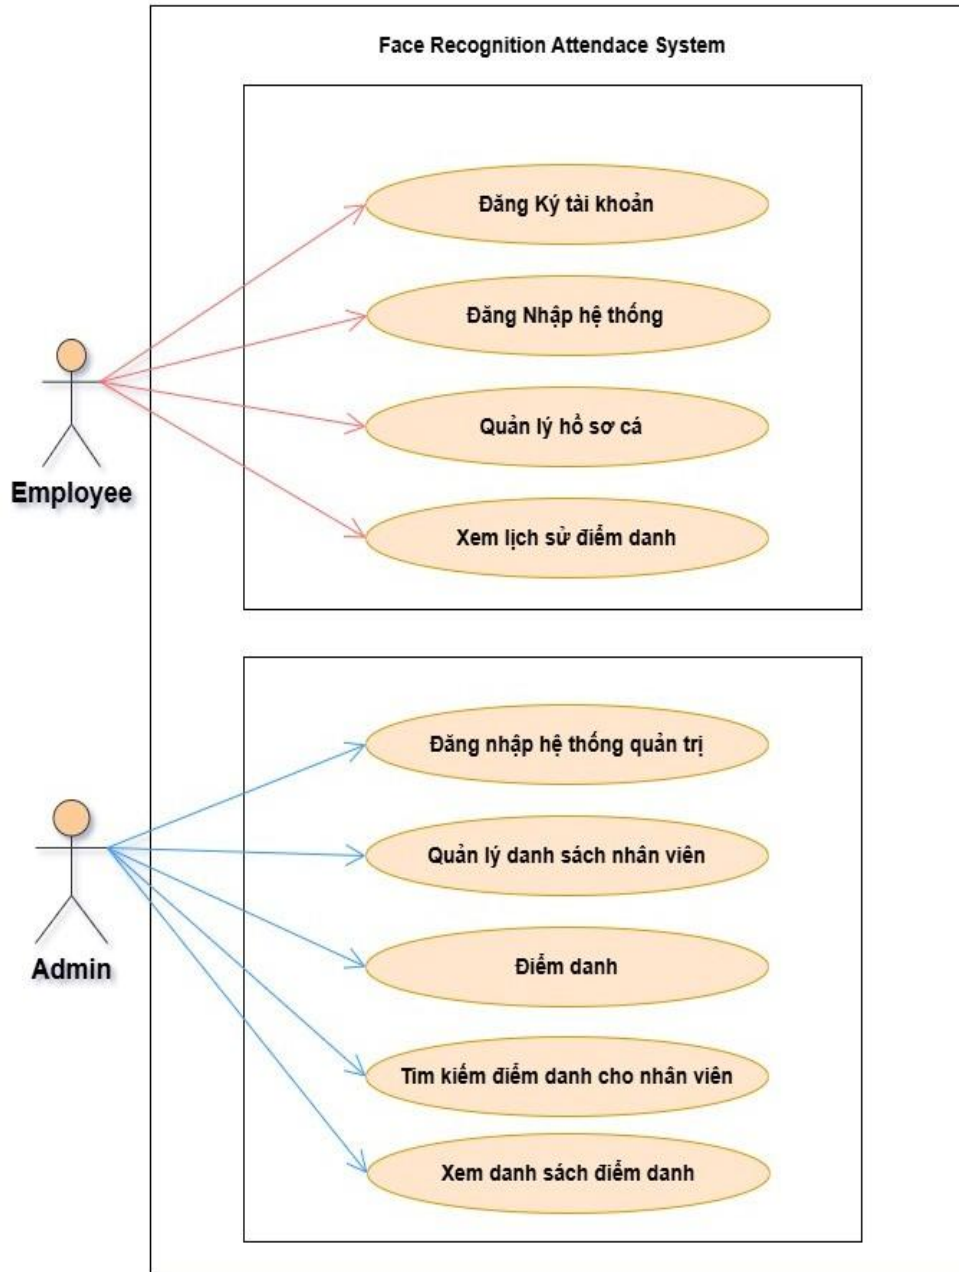 Face Recognition Attendace System
Đăng Ký tài khoản
Đăng Nhập hệ thống
Quản lý hồ sơ cá
Xem lịch sử điểm danh
Employee
Đăng nhập hệ thống quản trị
Quản lý danh sách nhân viên
Điểm danh
Tìm kiếm điểm danh cho nhân viên
Xem danh sách điểm danh
Admin